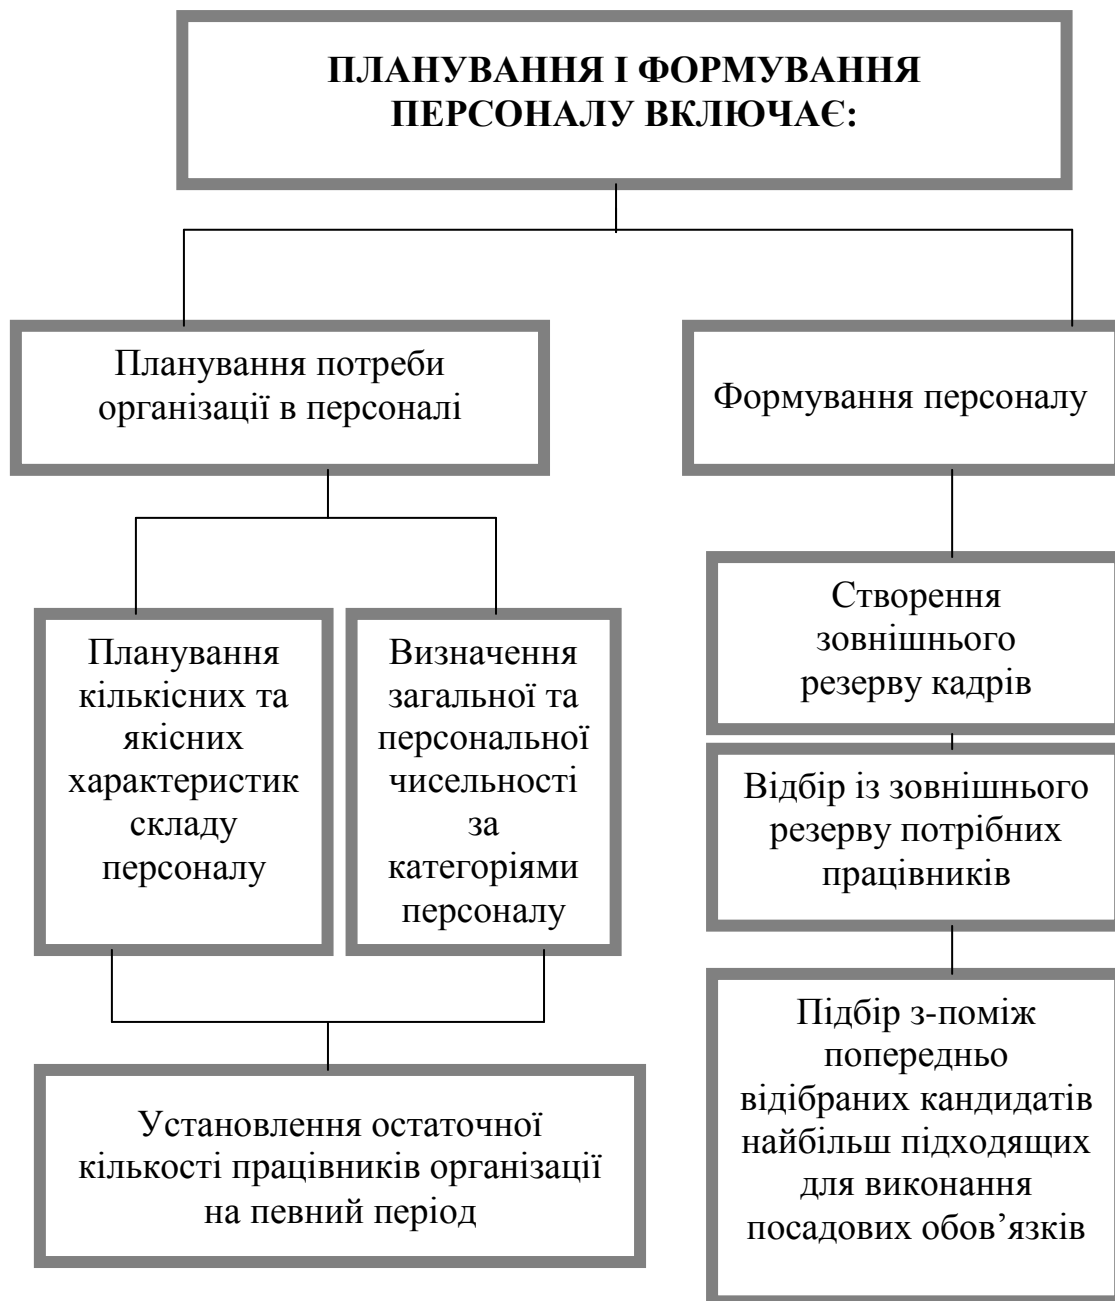 ПЛАНУВАННЯ І ФОРМУВАННЯ
ПЕРСОНАЛУ ВКЛЮЧАЄ:
Планування потреби
організації в персоналі
Формування персоналу
Планування
кількісних та
якісних
характеристик
складу
персоналу
Визначення
загальної та
персональної
чисельності
за
категоріями
персоналу
Установлення остаточної
кількості працівників організації
на певний період
Створення
зовнішнього
резерву кадрів
Відбір із зовнішнього
резерву потрібних
працівників
Підбір з-поміж
попередньо
відібраних кандидатів
найбільш підходящих
для виконання
посадових обов’язків